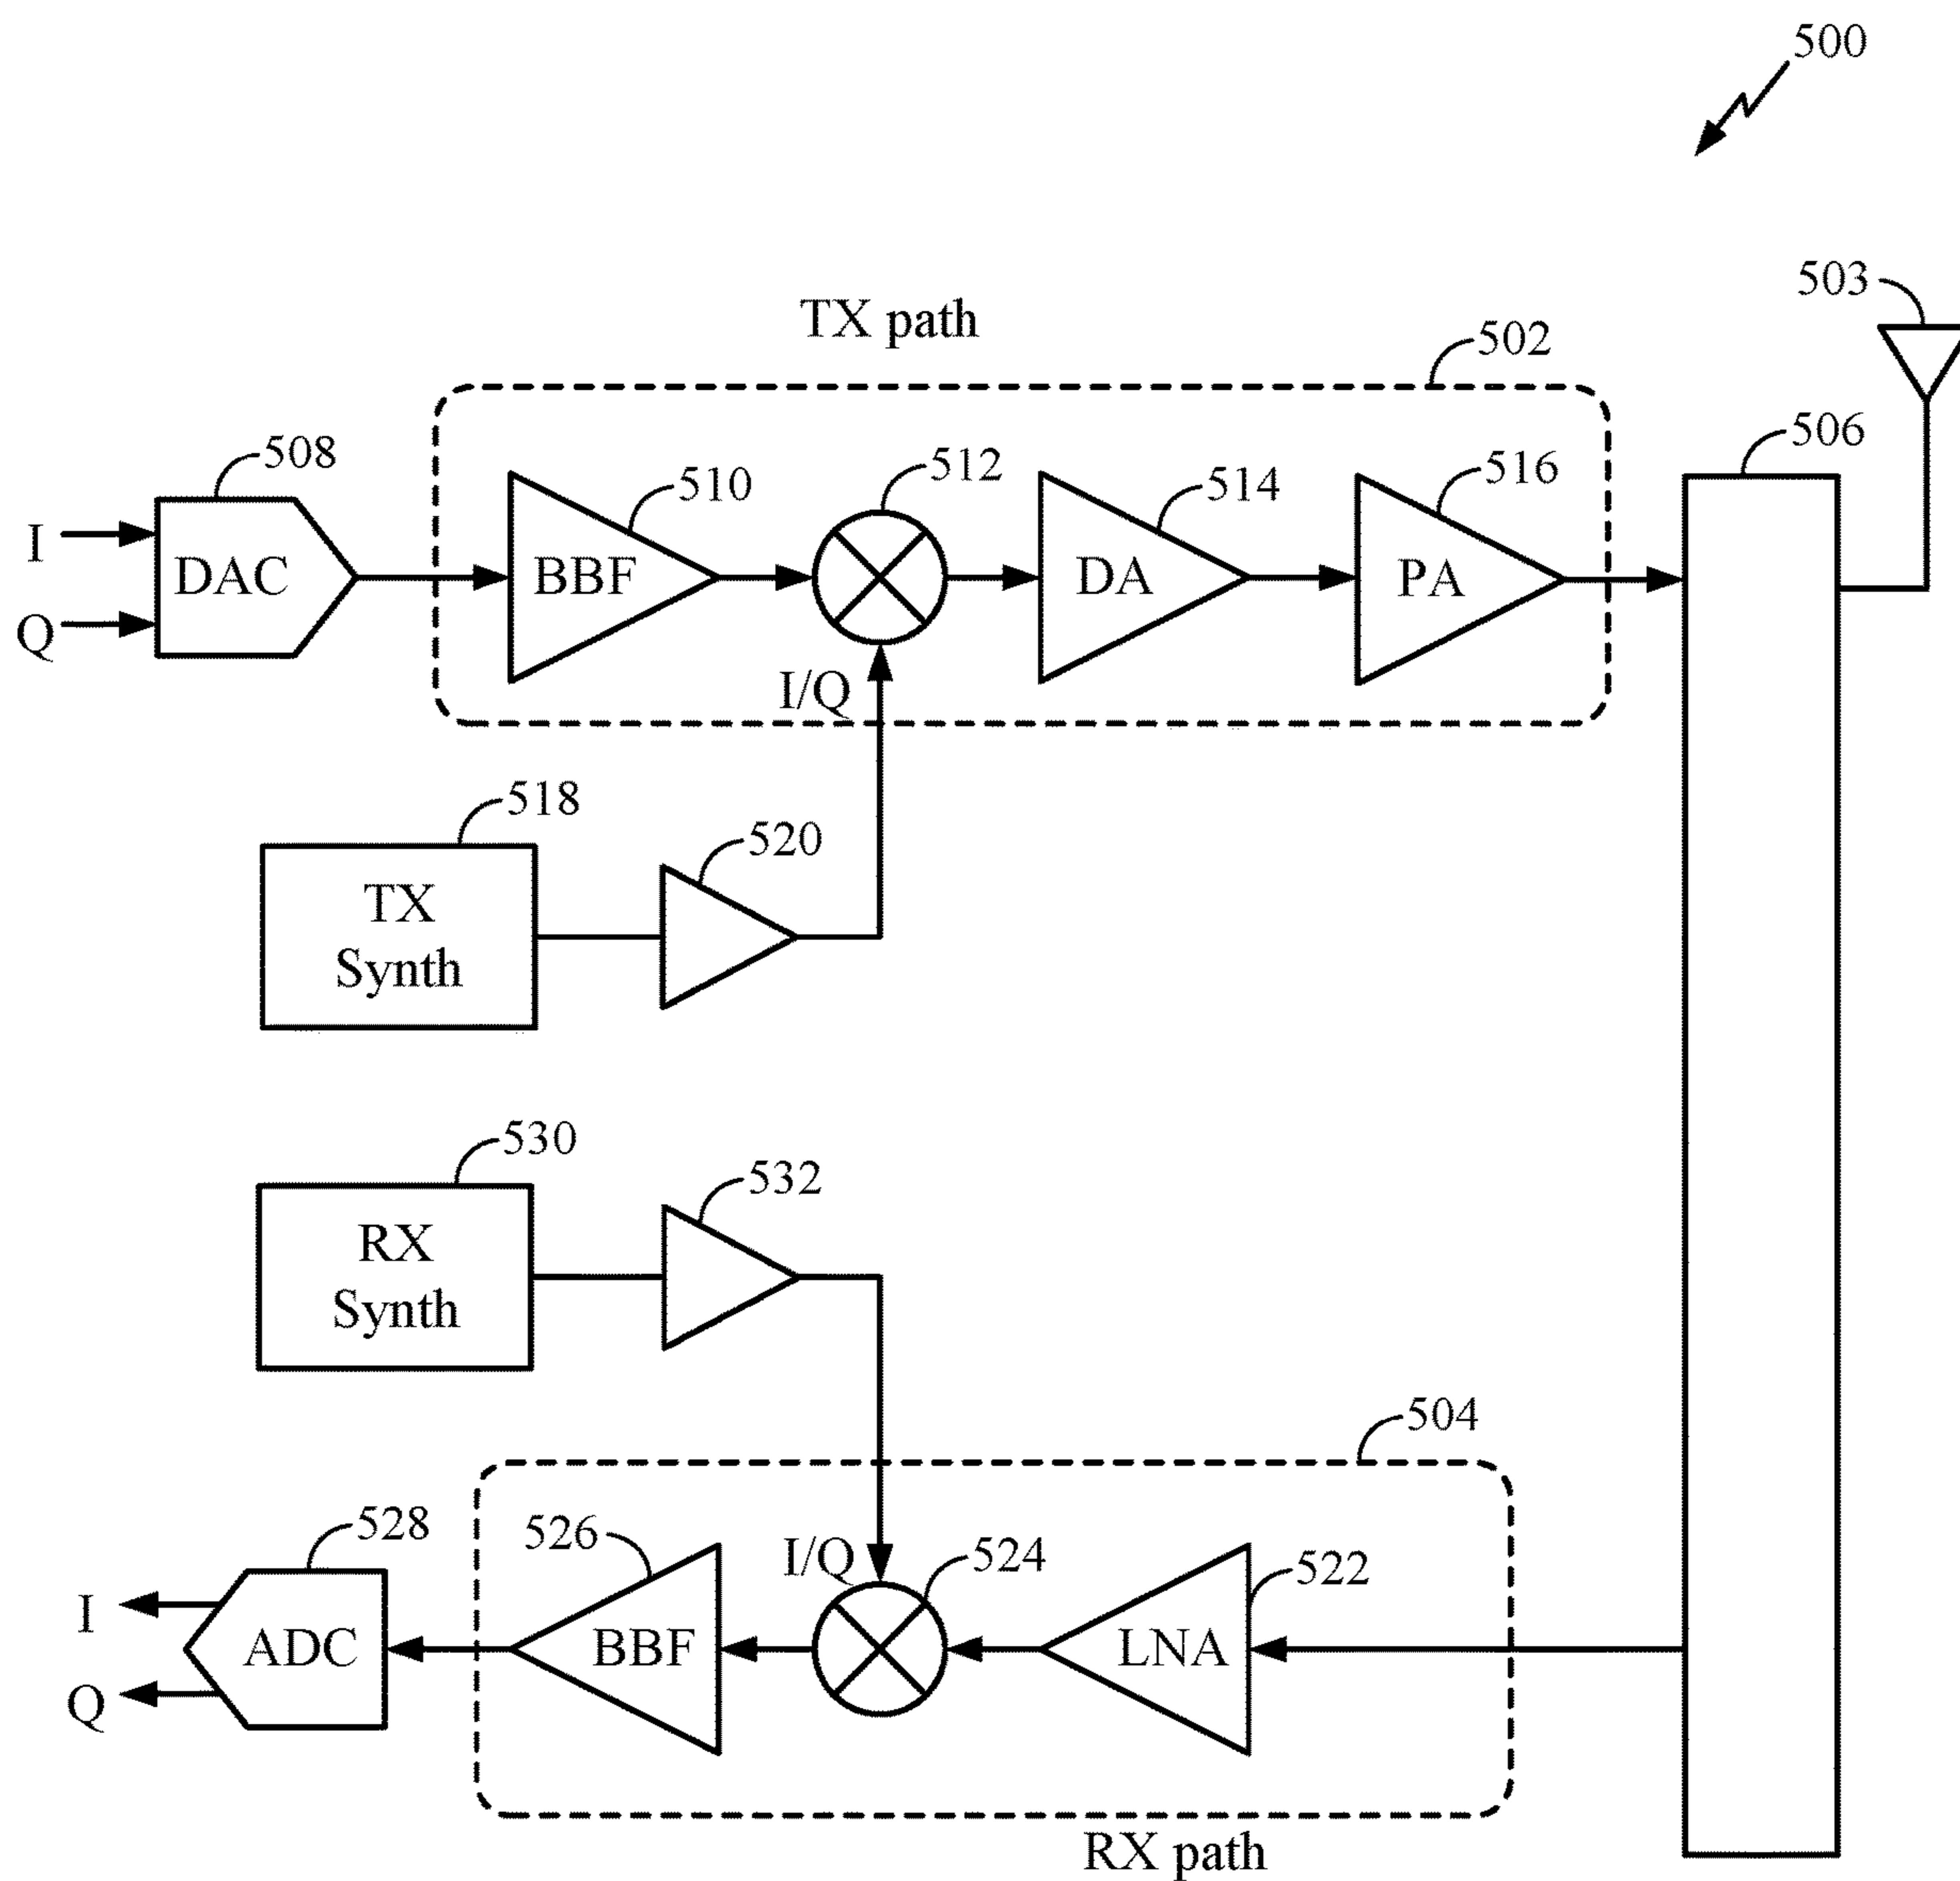 500
503
TX path
502
506
508
510
512
514
516
I
DAC
BBF
DA
PA
Q
I/Q
518
520
TX
Synth
530
532
RX
Synth
504
528
526
I/Q
524
522
I
ADC
BBF
LNA
Q
RX path